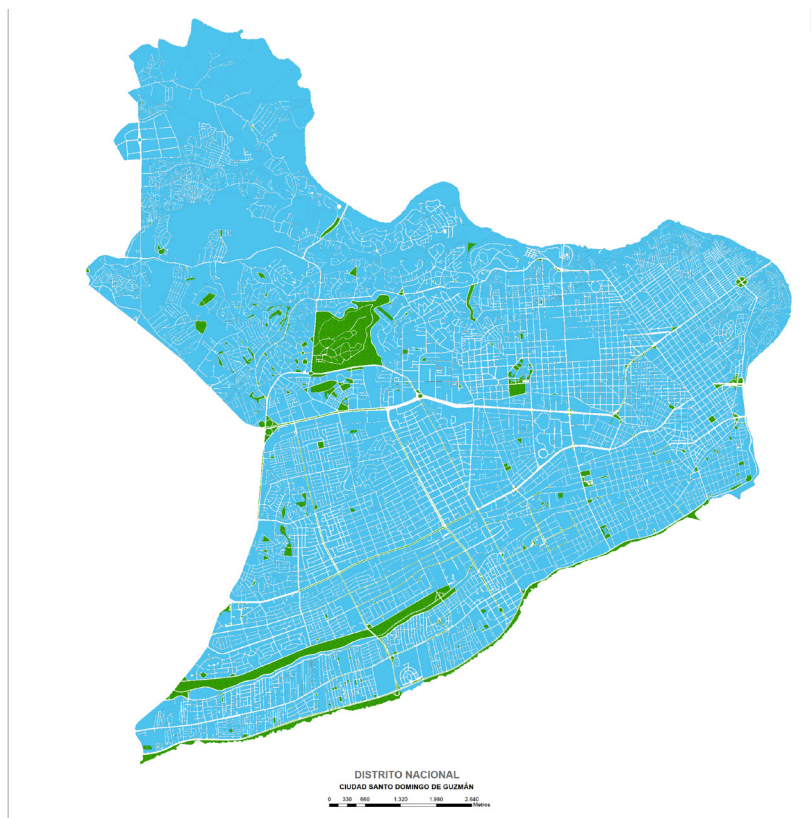 DISTRITO NACIONAL
CIUDAD SANTO DOMINGO DE GUZMÁN
0 330 660 1.320 1.980 2.640
Metros